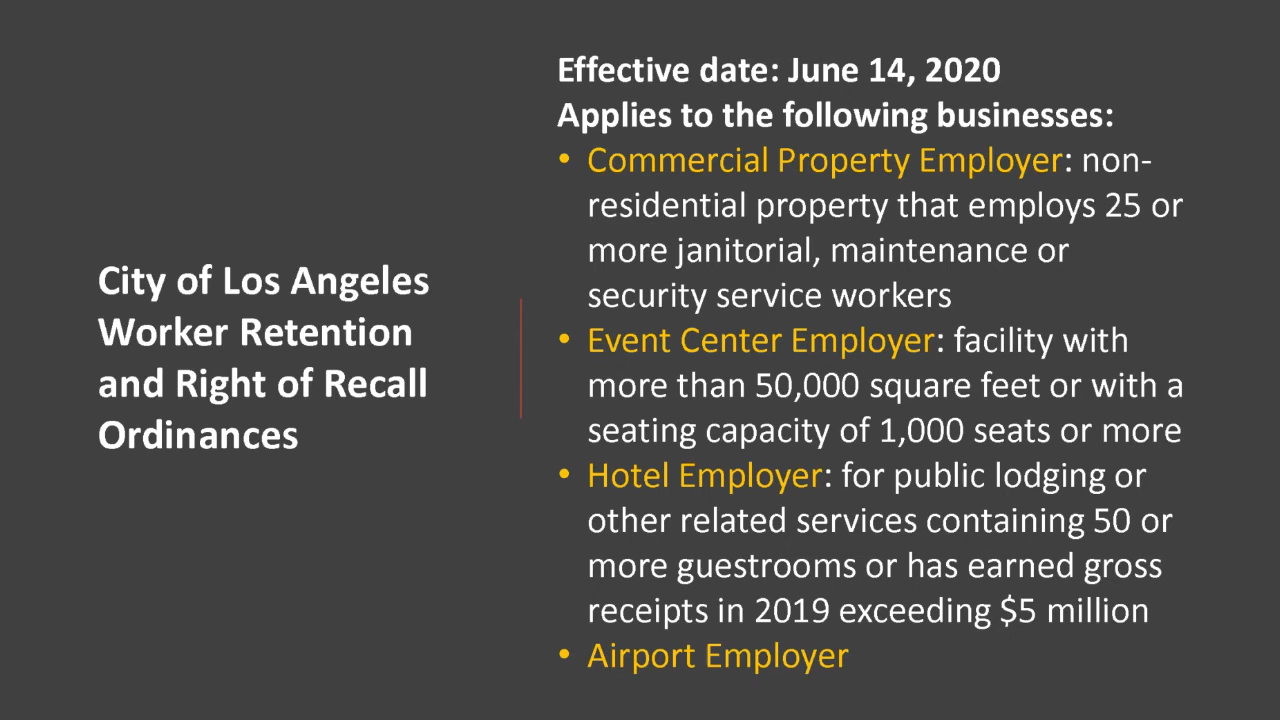 City of Los Angeles
Worker Retention
and Right of Recall
Ordinances
Effective date: June 14, 2020
Applies to the following businesses:
• Commercial Property Employer: non-
residential property that employs 25 or
more janitorial, maintenance or
security service workers
• Event Center Employer: facility with
more than 50,000 square feet or with a
seating capacity of 1,000 seats or more
• Hotel Employer: for public lodging or
other related services containing 50 or
more guestrooms or has earned gross
receipts in 2019 exceeding $5 million
• Airport Employer